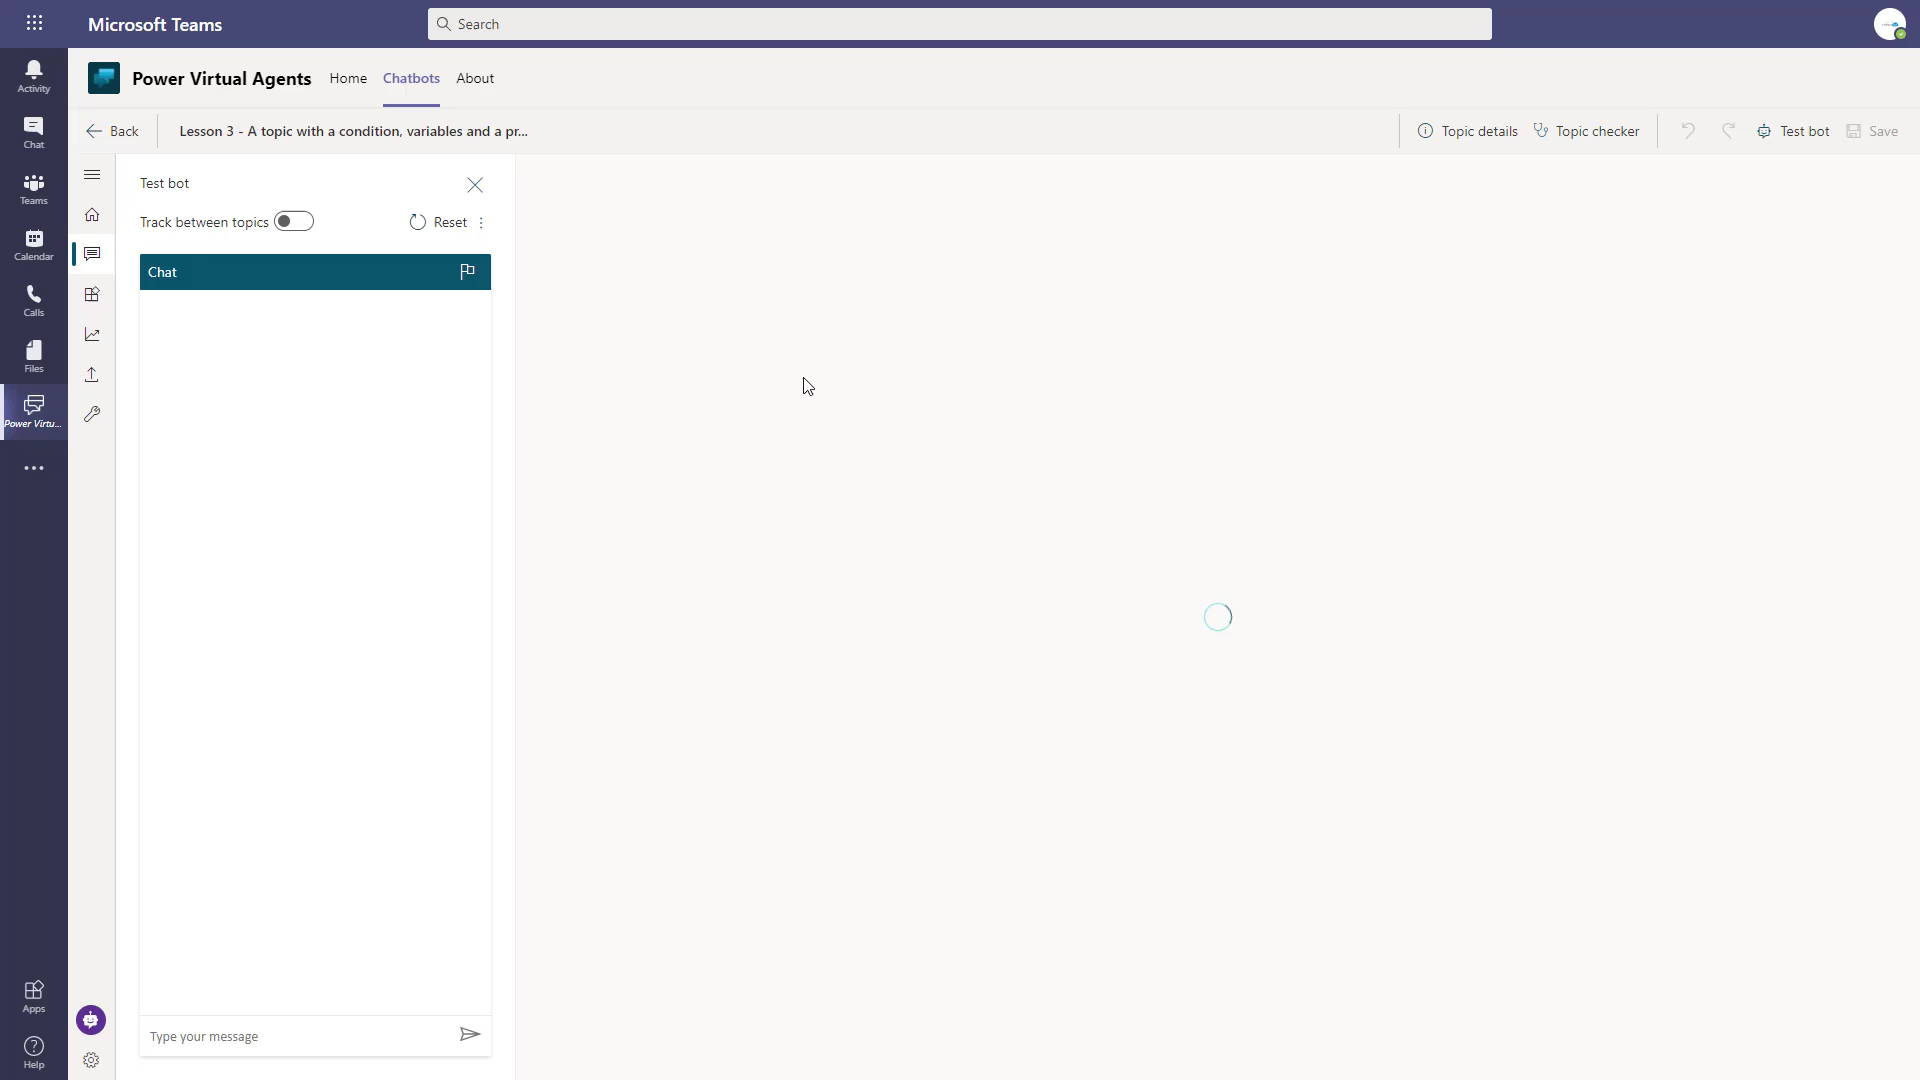 Microsoft Teams
Search
Activity
Chat
Teams
Calendar
Calls
Files
Power Virtu...
Apps
Help
Power Virtual Agents
Home
Chatbots
About
Back
Lesson 3 - A topic with a condition, variables and a pr...
Topic details
Topic checker
Test bot
Save
Test bot
Track between topics
Reset
Chat
Type your message